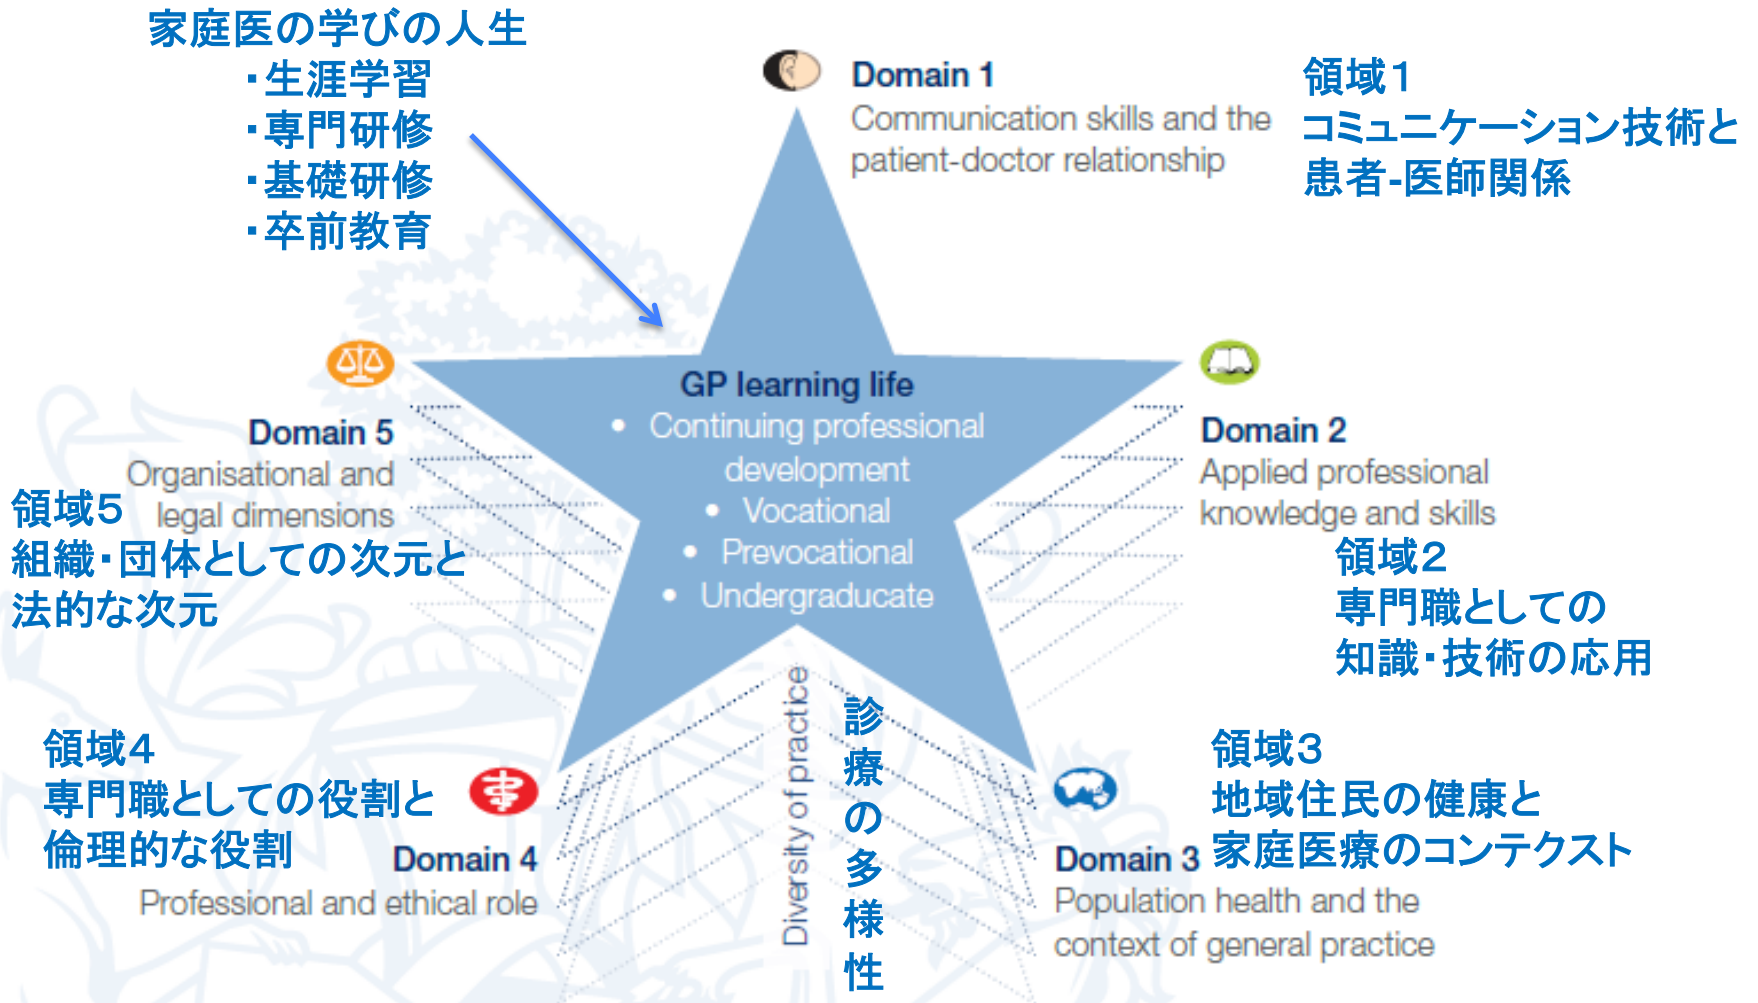 家庭医の学びの人生
・生涯学習
・専門研修
・基礎研修
・卒前教育
Domain 1
Communication skills and the
patient-doctor relationship
領域1
コミュニケーション技術と
患者-医師関係
GP learning life
• Continuing professional
development
• Vocational
• Prevocational
• Undergraducate
Domain 5
Organisational and
legal dimensions
領域5
組織・団体としての次元と
法的な次元
Domain 2
Applied professional
knowledge and skills
領域2
専門職としての
知識・技術の応用
領域4
専門職としての役割と
倫理的な役割
Domain 4
Professional and ethical role
Diversity of practice
診療の多様性
領域3
地域住民の健康と
家庭医療のコンテクスト
Domain 3
Population health and the
context of general practice